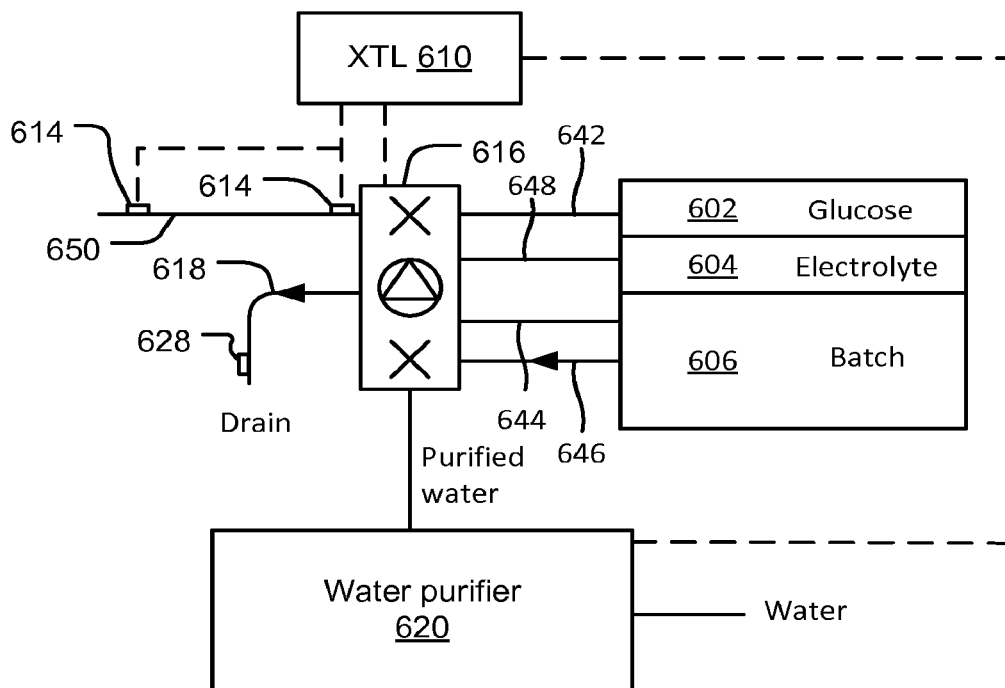 XTL 610
614
616
642
614
648
602 Glucose
650
618
604 Electrolyte
628
606 Batch
Drain
644
646
Purified
water
Water purifier
620
Water